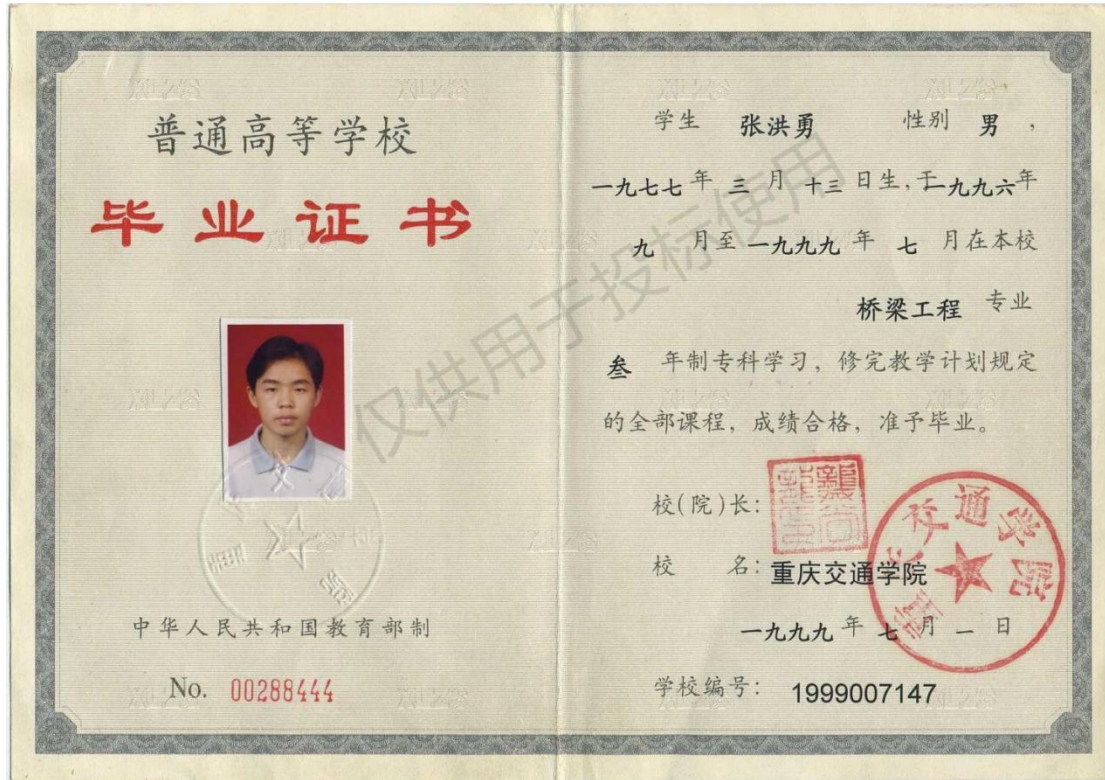 普通高等学校
毕业证书
中华人民共和国教育部制
No. 00288444
学生 张洪勇 性别 男，
一九七七年 三 月 十三 日生，于一九九六年
九 月至一九九九 年 七 月在本校
桥梁工程 专业
叁 年制专科学习，修完教学计划规定
的全部课程，成绩合格，准予毕业。
校(院)长：
校 名：重庆交通学院
一九九九 年 七 月 一 日
学校编号： 1999007147
重庆交通学院
仅供用于投标使用